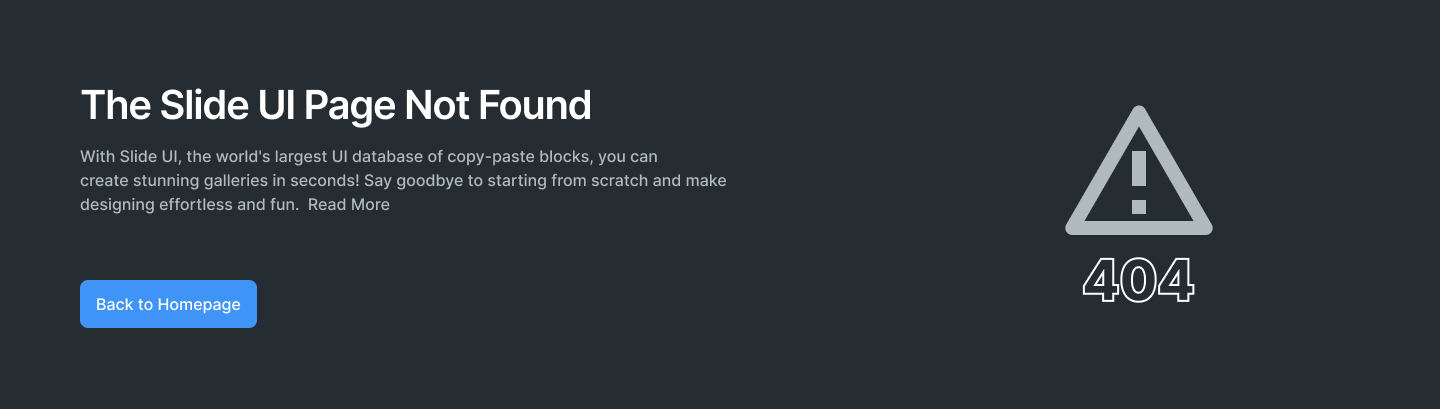 The Slide UI Page Not Found
With Slide UI, the world's largest UI database of copy-paste blocks, you can
create stunning galleries in seconds! Say goodbye to starting from scratch and make
designing effortless and fun.  Read More
Back to Homepage
404